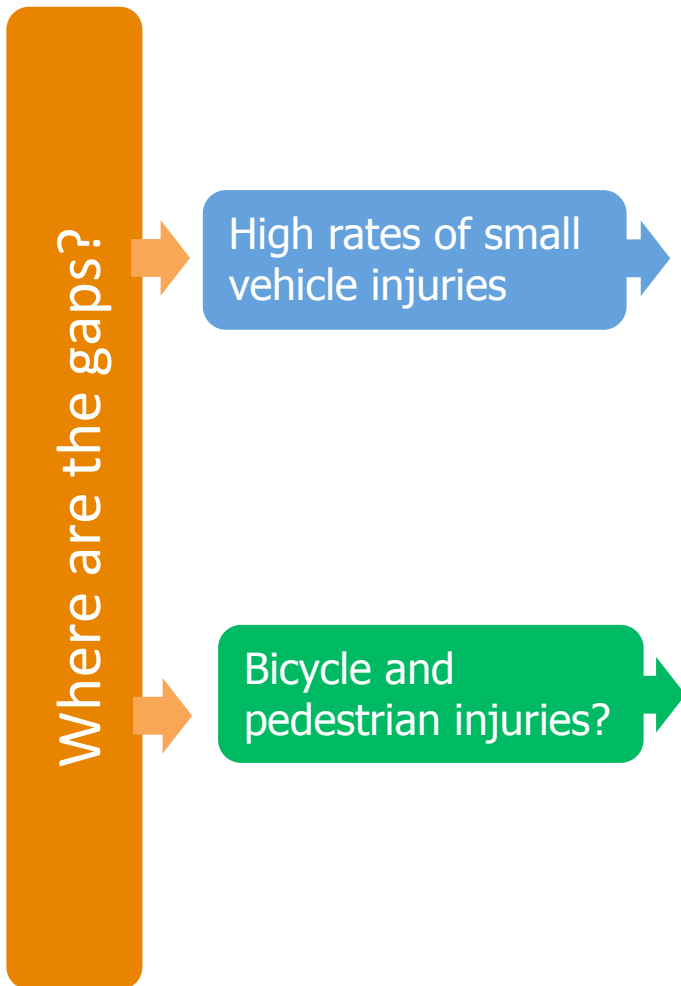 Where are the gaps?
High rates of small
vehicle injuries
Bicycle and
pedestrian injuries?